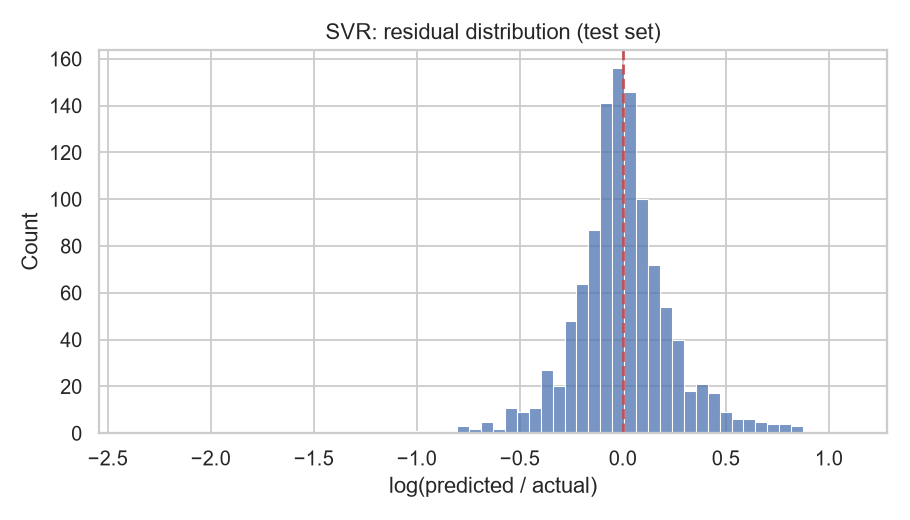 SVR: residual distribution (test set)
160
140
120
100
80
60
40
20
0
Count
−2.5 −2.0 −1.5 −1.0 −0.5 0.0 0.5 1.0
log(predicted / actual)